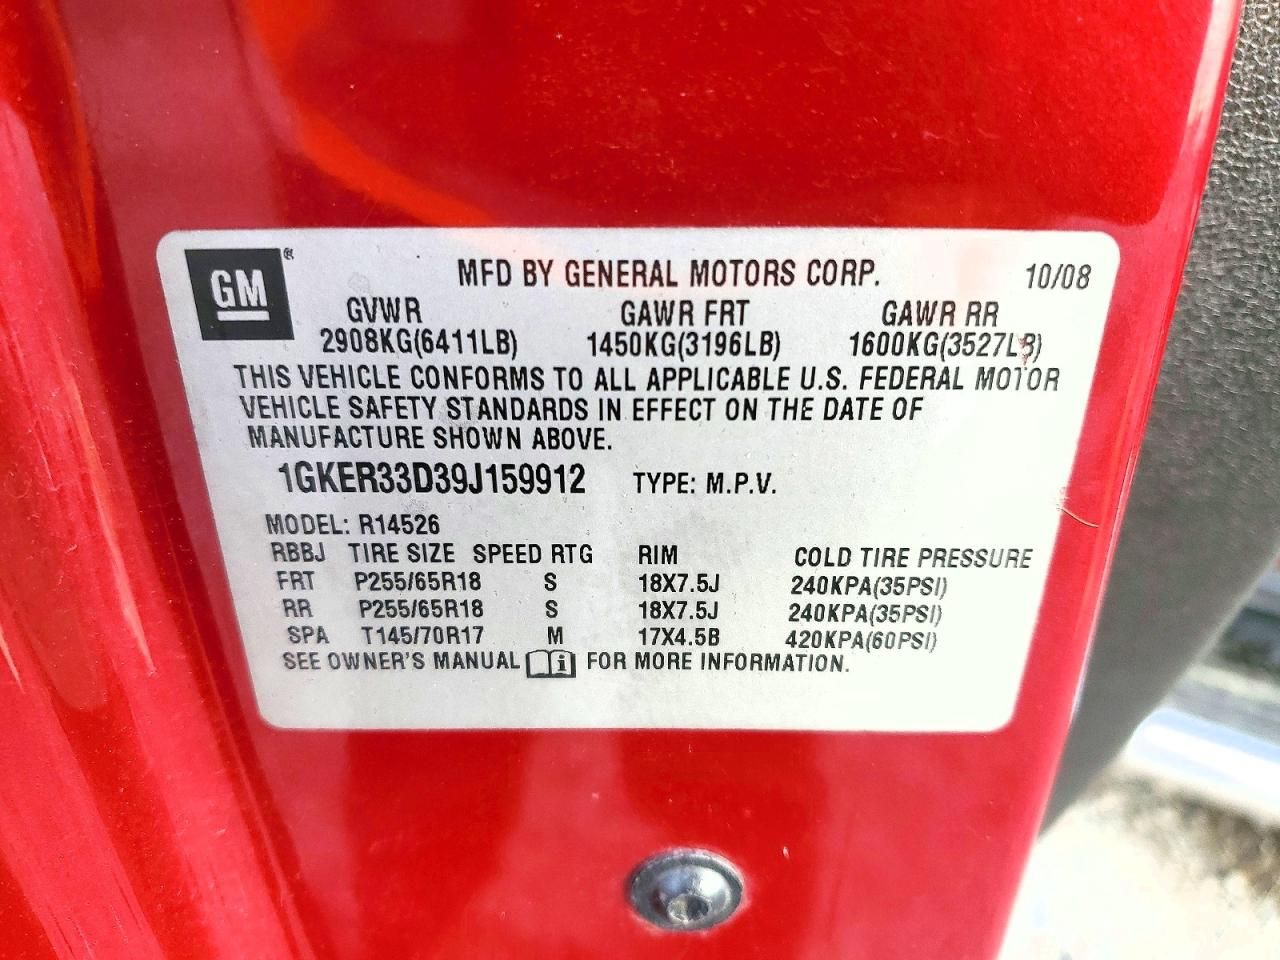 GM®
MFD BY GENERAL MOTORS CORP. 10/08
GVWR GAWR FRT GAWR RR
2908KG(6411LB) 1450KG(3196LB) 1600KG(3527LB)
THIS VEHICLE CONFORMS TO ALL APPLICABLE U.S. FEDERAL MOTOR
VEHICLE SAFETY STANDARDS IN EFFECT ON THE DATE OF
MANUFACTURE SHOWN ABOVE.
1GKER33D39J159912 TYPE: M.P.V.
MODEL: R14526
RBBJ TIRE SIZE SPEED RTG RIM COLD TIRE PRESSURE
FRT P255/65R18 S 18X7.5J 240KPA(35PSI)
RR P255/65R18 S 18X7.5J 240KPA(35PSI)
SPA T145/70R17 M 17X4.5B 420KPA(60PSI)
SEE OWNER'S MANUAL i FOR MORE INFORMATION.